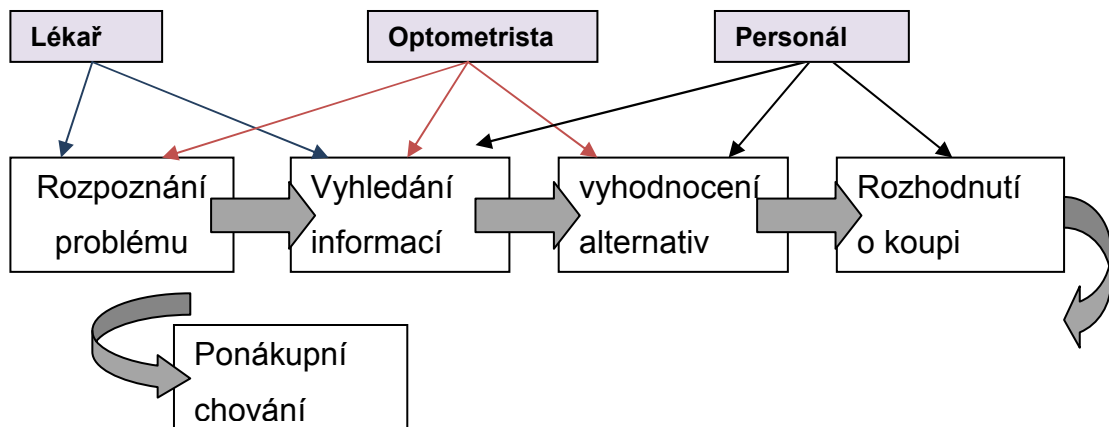 Lékař
Optometrista
Personál
Rozpoznání
problému
Vyhledání
informací
vyhodnocení
alternativ
Rozhodnutí
o koupi
Ponákupní
chování